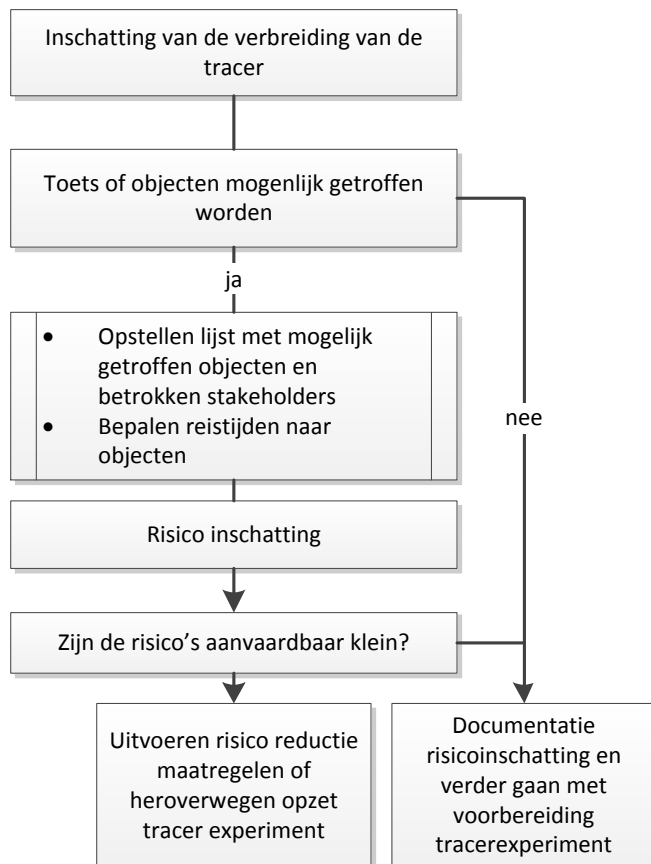 Inschatting van de verbreiding van de
tracer
Toets of objecten mogenlijk getroffen
worden
ja
• Opstellen lijst met mogelijk
getroffen objecten en
betrokken stakeholders
• Bepalen reistijden naar
objecten
nee
Risico inschatting
Zijn de risico’s aanvaardbaar klein?
Uitvoeren risico reductie
maatregelen of
heroverwegen opzet
tracer experiment
Documentatie
risicoinschatting en
verder gaan met
voorbereiding
tracerexperiment